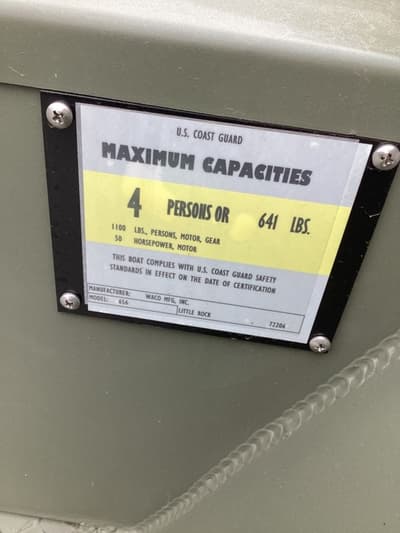 U.S. COAST GUARD
MAXIMUM CAPACITIES
4 PERSONS OR 641 LBS.
1100 LBS., PERSONS, MOTOR, GEAR
50 HORSEPOWER, MOTOR
THIS BOAT COMPLIES WITH U.S. COAST GUARD SAFETY
STANDARDS IN EFFECT ON THE DATE OF CERTIFICATION
MANUFACTURER: WACO MFG, INC.
MODEL: 656 LITTLE ROCK 72206